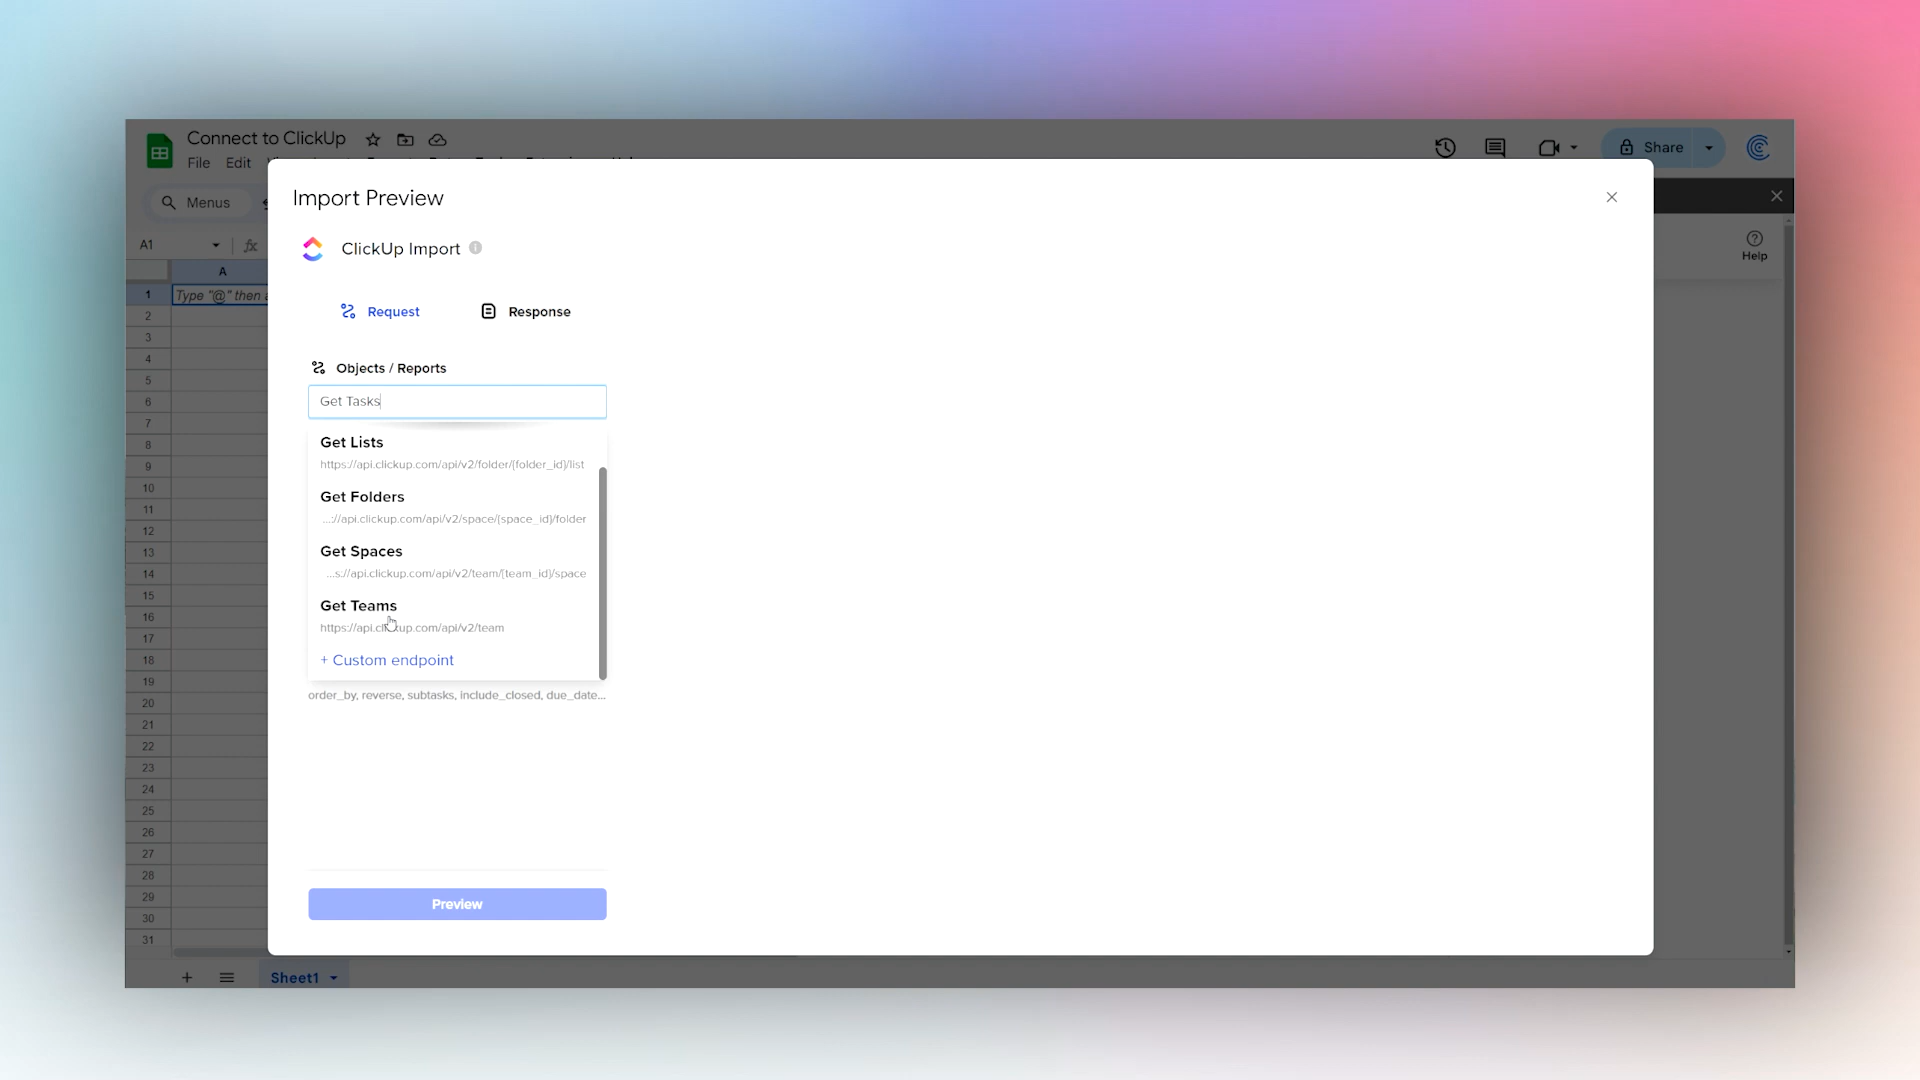 Connect to ClickUp
File Edit
Share
Menus
Import Preview
A1
fx
ClickUp Import
Help
A
Request
Response
1
Type "@" then a
2
3
4
5
6
7
8
9
10
11
12
13
14
15
16
17
18
19
20
21
22
23
24
25
26
27
28
29
30
31
Objects / Reports
Get Tasks
Get Lists
https://api.clickup.com/api/v2/folder/{folder_id}/list
Get Folders
...://api.clickup.com/api/v2/space/{space_id}/folder
Get Spaces
...s://api.clickup.com/api/v2/team/{team_id}/space
Get Teams
https://api.clickup.com/api/v2/team
+ Custom endpoint
order_by, reverse, subtasks, include_closed, due_date...
Preview
Sheet1